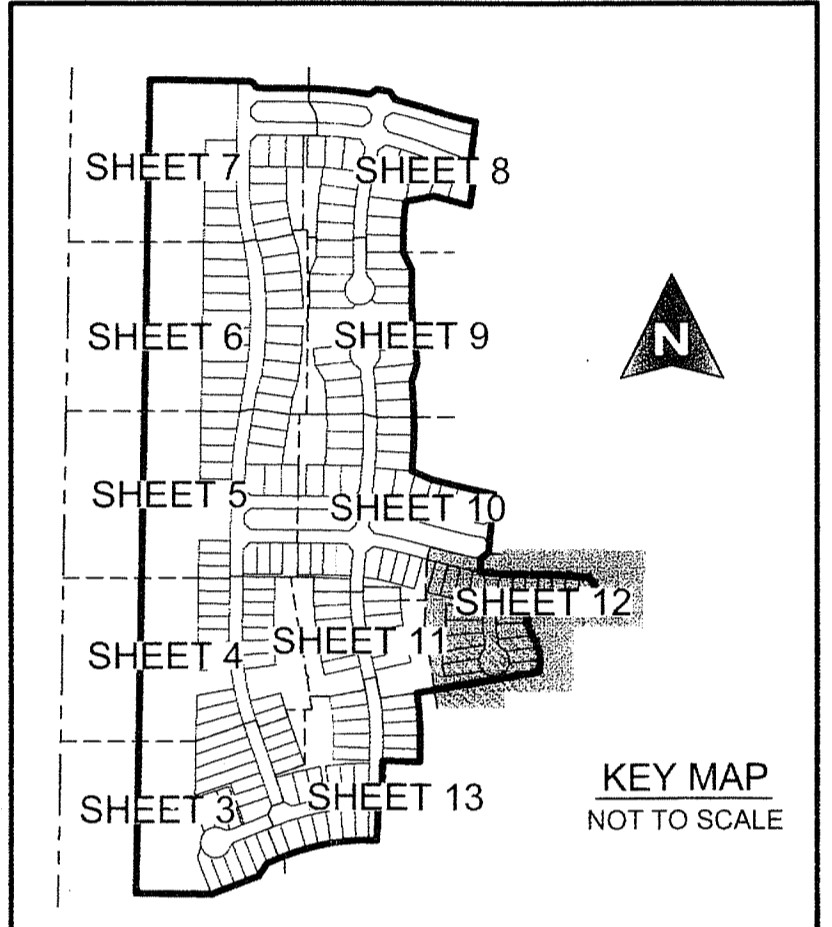 SHEET 7
SHEET 8
SHEET 6
SHEET 9
N
SHEET 5
SHEET 10
SHEET 12
SHEET 4
SHEET 11
SHEET 3
SHEET 13
KEY MAP
NOT TO SCALE